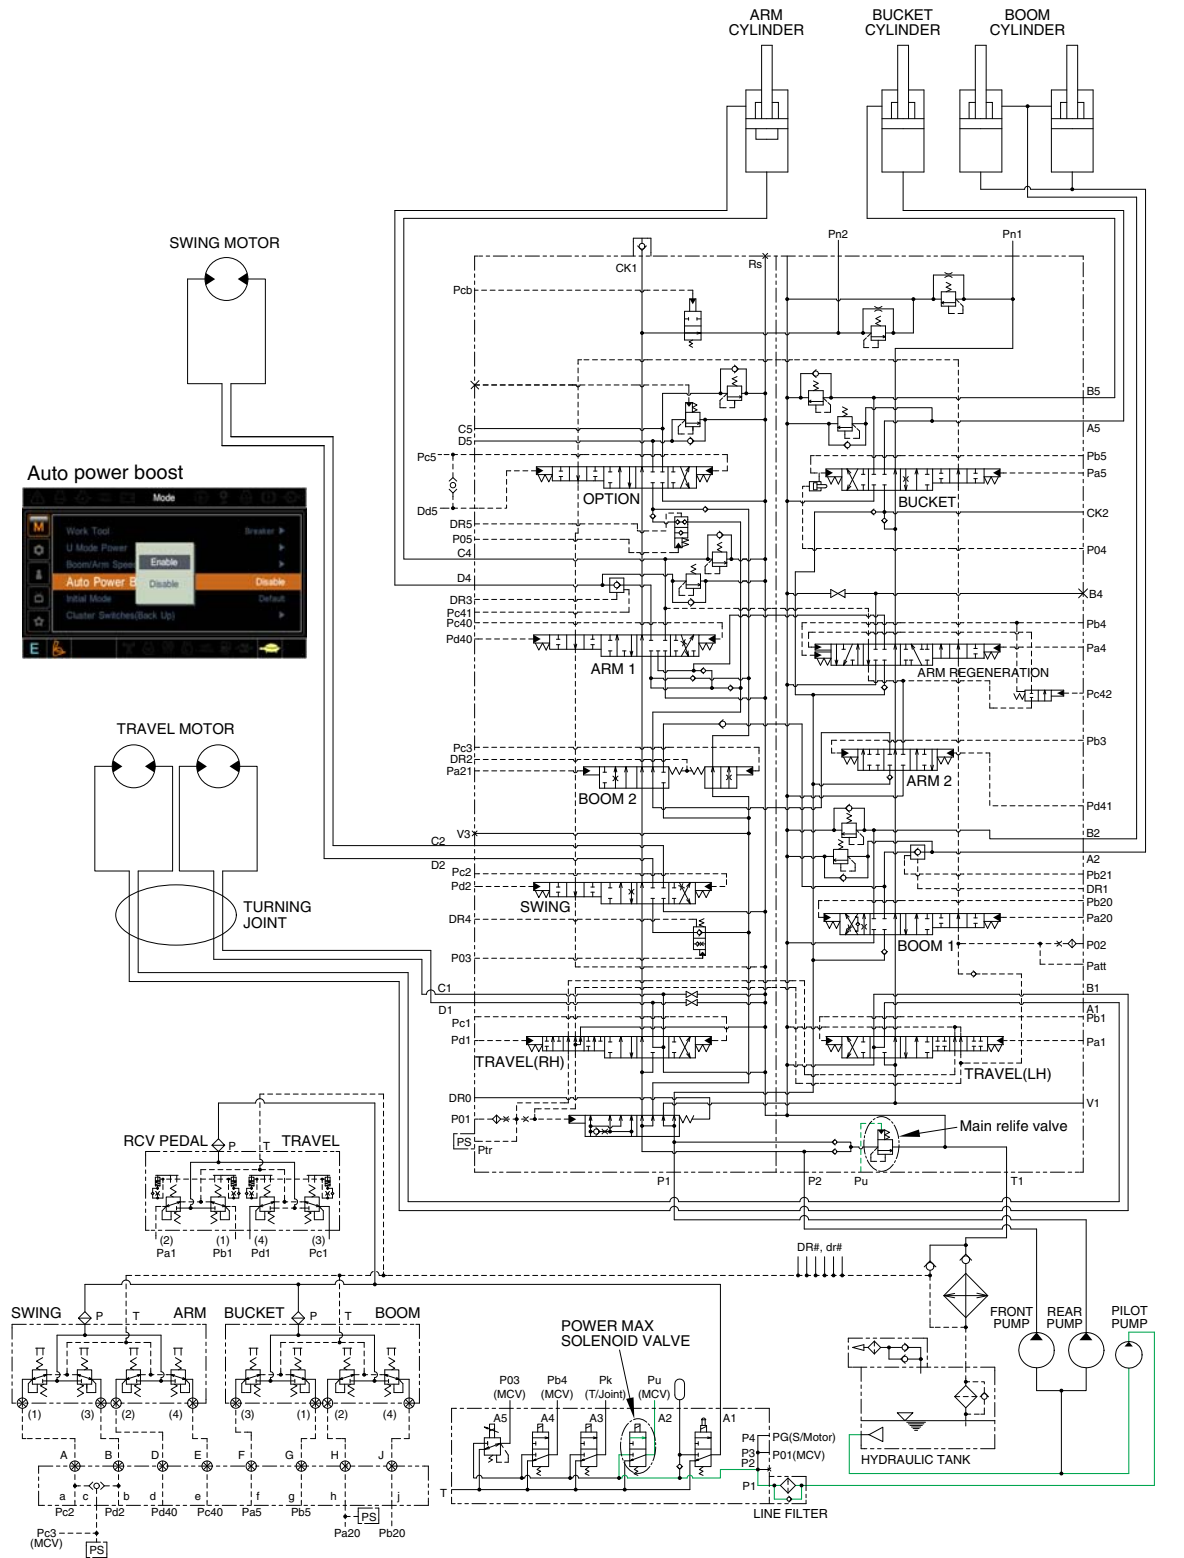 ARM
CYLINDER
BUCKET
CYLINDER
BOOM
CYLINDER
SWING MOTOR
CK1
Rs
Pn2
Pn1
Pcb
B5
C5
A5
D5
Auto power boost
Pc5
Pb5
Pa5
OPTION
BUCKET
Mode
Dd5
CK2
Work Tool
Breaker
DR5
M
U Mode Power
P05
P04
Boom/Arm Spee
Enable
C4
Auto Power B
Disable
Disable
D4
Initial Mode
Default
DR3
B4
Cluster Switches(Back Up)
Pc41
Pc40
Pb4
E
Pd40
Pa4
ARM 1
ARM REGENERATION
Pc42
TRAVEL MOTOR
Pc3
Pb3
DR2
Pa21
ARM 2
BOOM 2
Pd41
V3
B2
C2
A2
D2
Pc2
Pb21
Pd2
DR1
SWING
Pb20
TURNING
JOINT
DR4
Pa20
BOOM 1
P02
P03
Patt
C1
B1
D1
A1
Pc1
Pb1
Pd1
Pa1
TRAVEL(RH)
TRAVEL(LH)
DR0
V1
P01
PS
Ptr
Main relife valve
RCV PEDAL
P
T
TRAVEL
P1
P2
Pu
T1
(2)
(1)
(4)
(3)
Pa1
Pb1
Pd1
Pc1
DR#, dr#
SWING
P
T
ARM
BUCKET
P
T
BOOM
FRONT
PUMP
REAR
PUMP
PILOT
PUMP
POWER MAX
SOLENOID VALVE
P03
(MCV)
Pb4
(MCV)
Pk
(T/Joint)
Pu
(MCV)
(1)
(3)
(2)
(4)
(3)
(1)
(2)
(4)
A5
A4
A3
A2
A1
P4
PG(S/Motor)
P3
P01(MCV)
P2
HYDRAULIC TANK
A
B
D
E
F
G
H
J
P1
T
a
c
b
d
e
f
g
h
j
LINE FILTER
Pc2
Pd2
Pd40
Pc40
Pa5
Pb5
PS
Pa20
Pb20
Pc3
(MCV)
PS